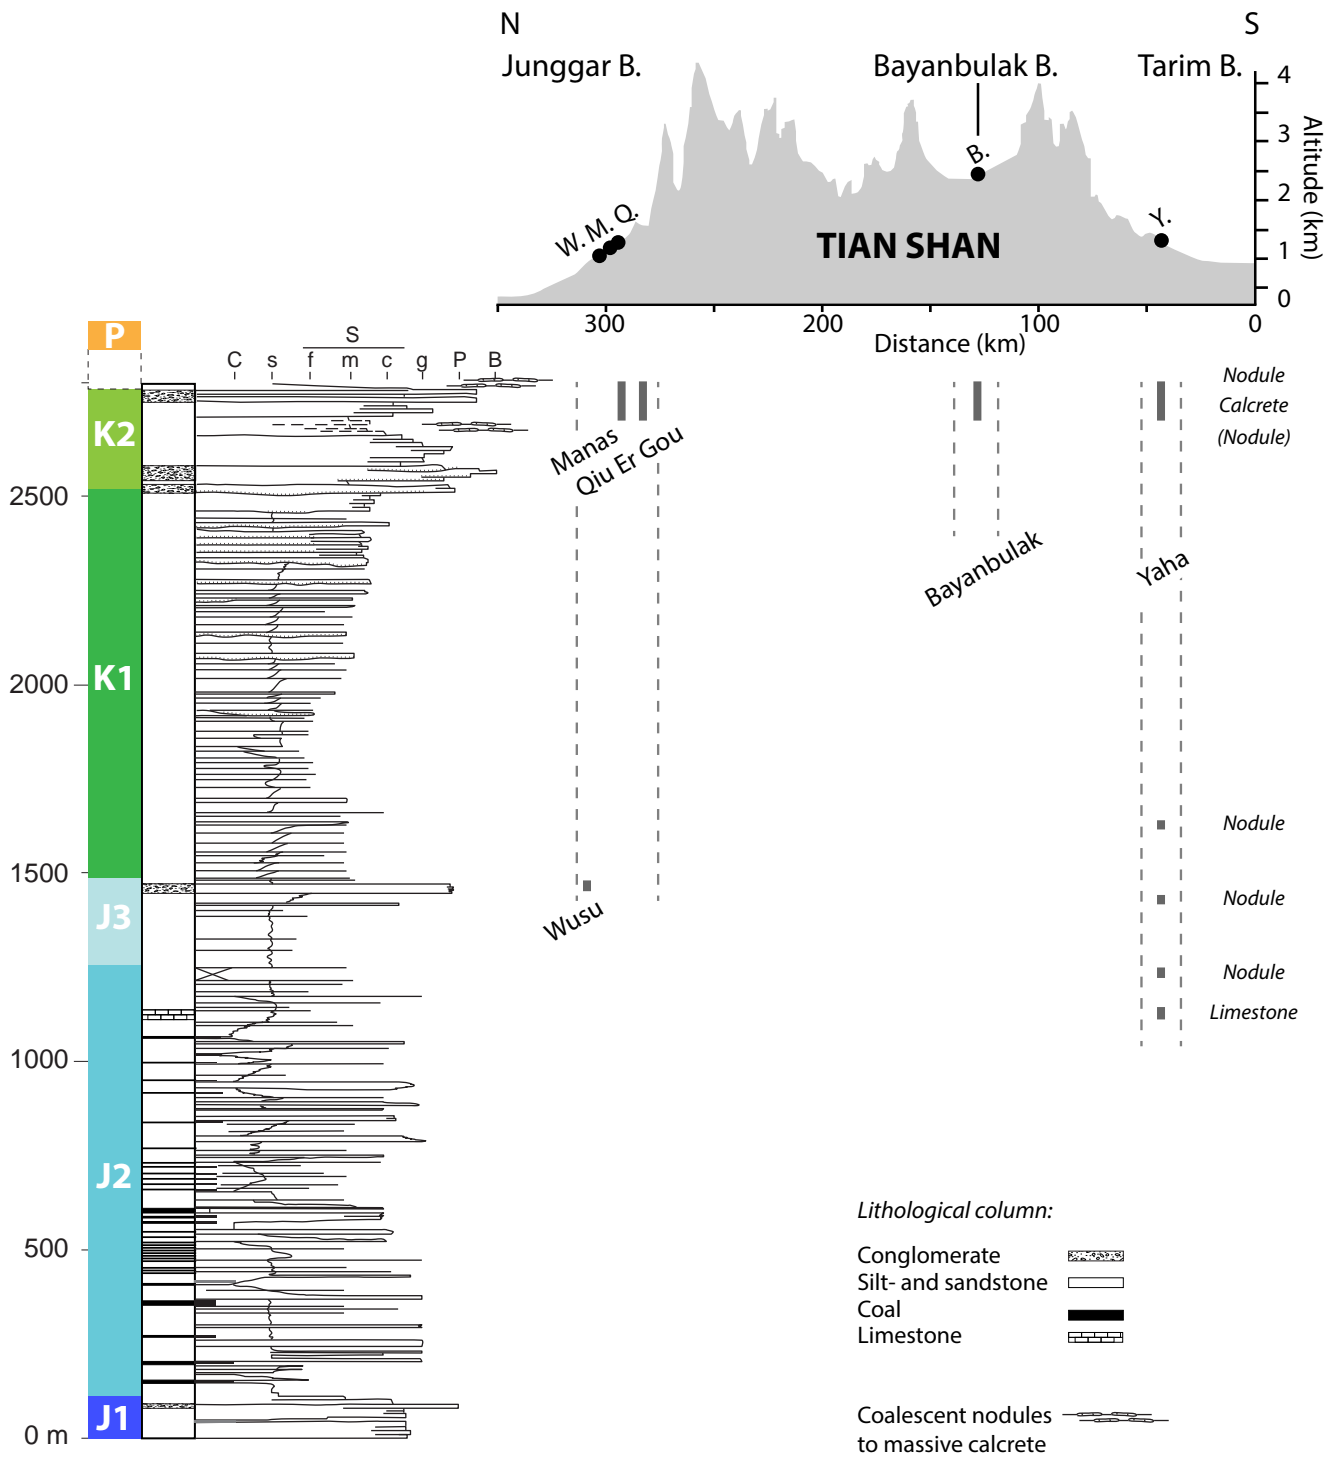 N
S
Junggar B.
Bayanbulak B.
Tarim B.
4
3
2
1
0
Altitude (km)
W. M. Q.
B.
Y.
TIAN SHAN
300
200
100
0
Distance (km)
P
S
C s f m c g P B
Nodule
Calcrete
(Nodule)
K2
Manas
Qiu Er Gou
2500
Bayanbulak
Yaha
K1
2000
Nodule
1500
J3
Wusu
Nodule
Nodule
Limestone
1000
J2
500
J1
0 m
Lithological column:
Conglomerate
Silt- and sandstone
Coal
Limestone
Coalescent nodules
to massive calcrete